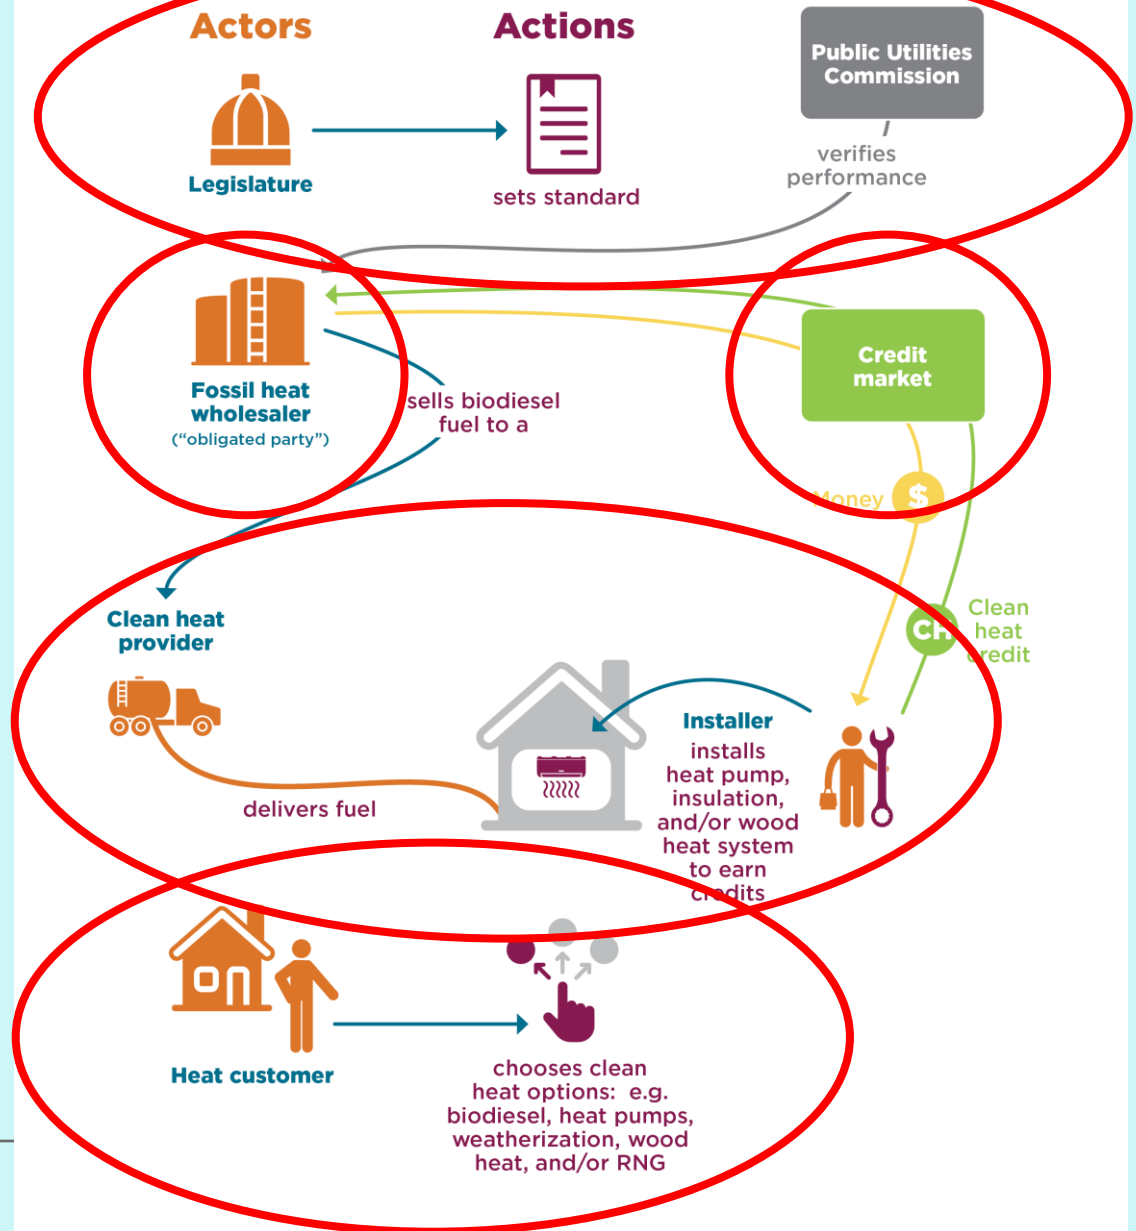 Actors
Actions
Public Utilities
Commission
Legislature
sets standard
verifies
performance
Fossil heat
wholesaler
(“obligated party”)
sells biodiesel
fuel to a
Credit
market
Money
$
Clean heat
provider
CH
Clean
heat
credit
delivers fuel
Installer
installs
heat pump,
insulation,
and/or wood
heat system
to earn
credits
Heat customer
chooses clean
heat options: e.g.
biodiesel, heat pumps,
weatherization, wood
heat, and/or RNG